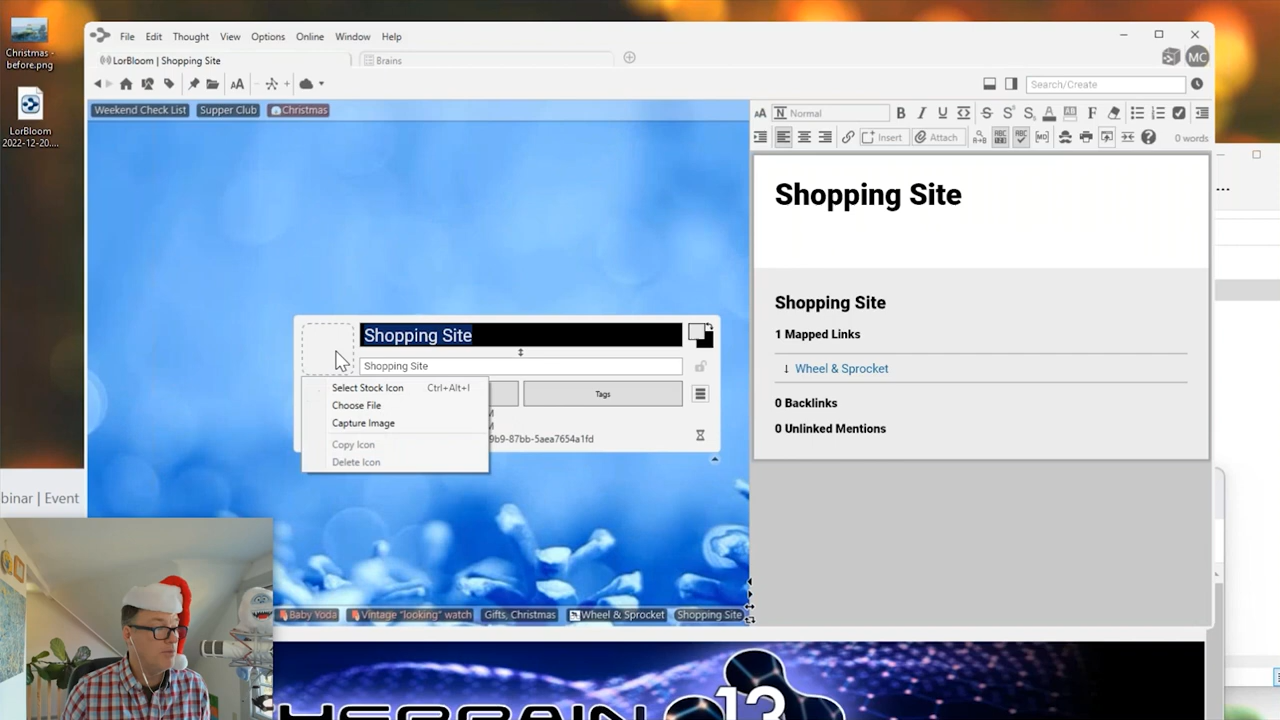 Christmas -
before.png
LorBloom
2022-12-20....
File Edit Thought View Options Online Window Help
LorBloom | Shopping Site
Brains
MC
Search/Create
Weekend Check List
Supper Club
Christmas
Normal
Insert
Attach
0 words
Shopping Site
Shopping Site
1 Mapped Links
Wheel & Sprocket
0 Backlinks
0 Unlinked Mentions
Shopping Site
Shopping Site
Tags
Select Stock Icon Ctrl+Alt+I
Choose File
Capture Image
Copy Icon
Delete Icon
9b9-87bb-5aea7654a1fd
binar | Event
Baby Yoda
Vintage "looking" watch
Gifts, Christmas
Wheel & Sprocket
Shopping Site
13